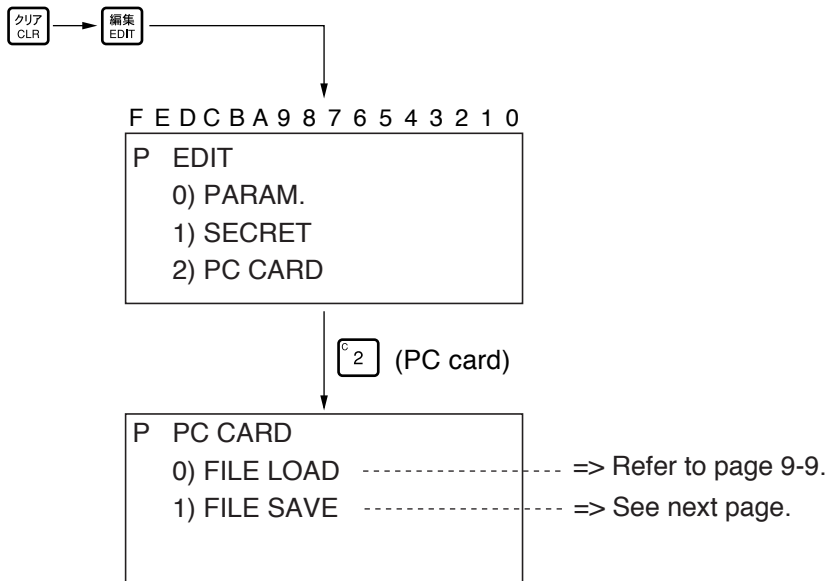 クリア 編集
CLR EDIT
F E D C B A 9 8 7 6 5 4 3 2 1 0
P EDIT
0) PARAM.
1) SECRET
2) PC CARD
C 2 (PC card)
P PC CARD
0) FILE LOAD => Refer to page 9-9.
1) FILE SAVE => See next page.